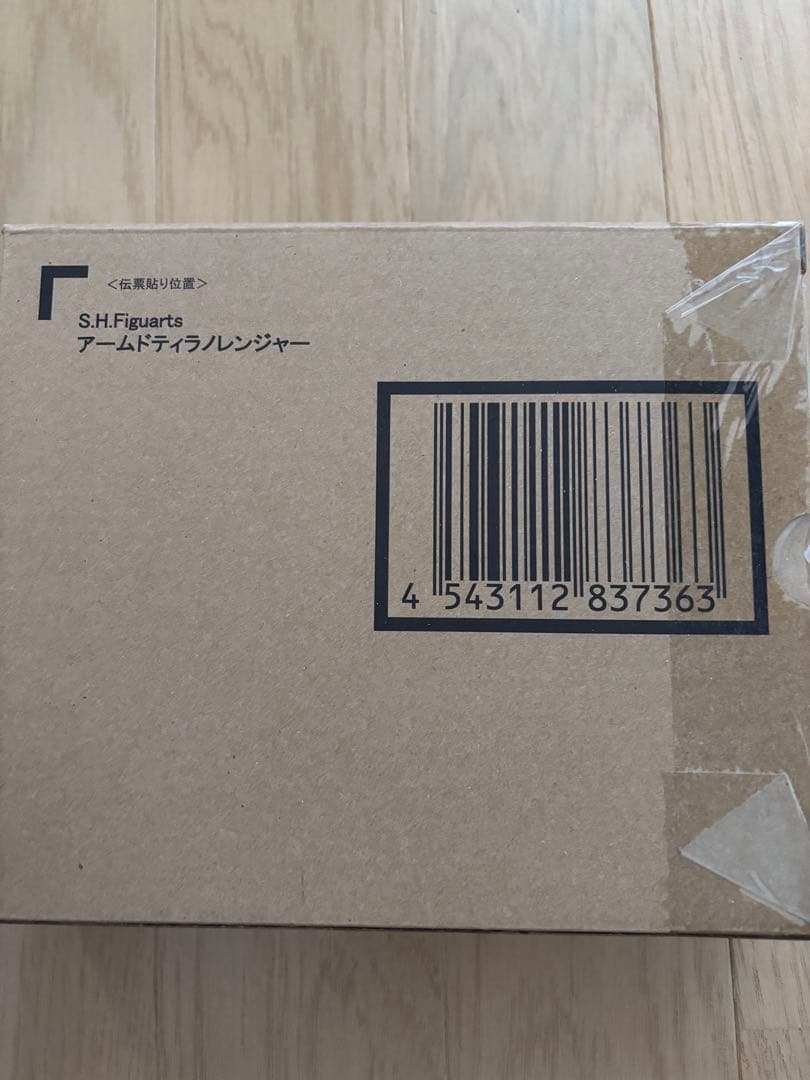 ＜伝票貼り位置＞
S.H.Figuarts
アームドティラノレンジャー
4 543112 837363